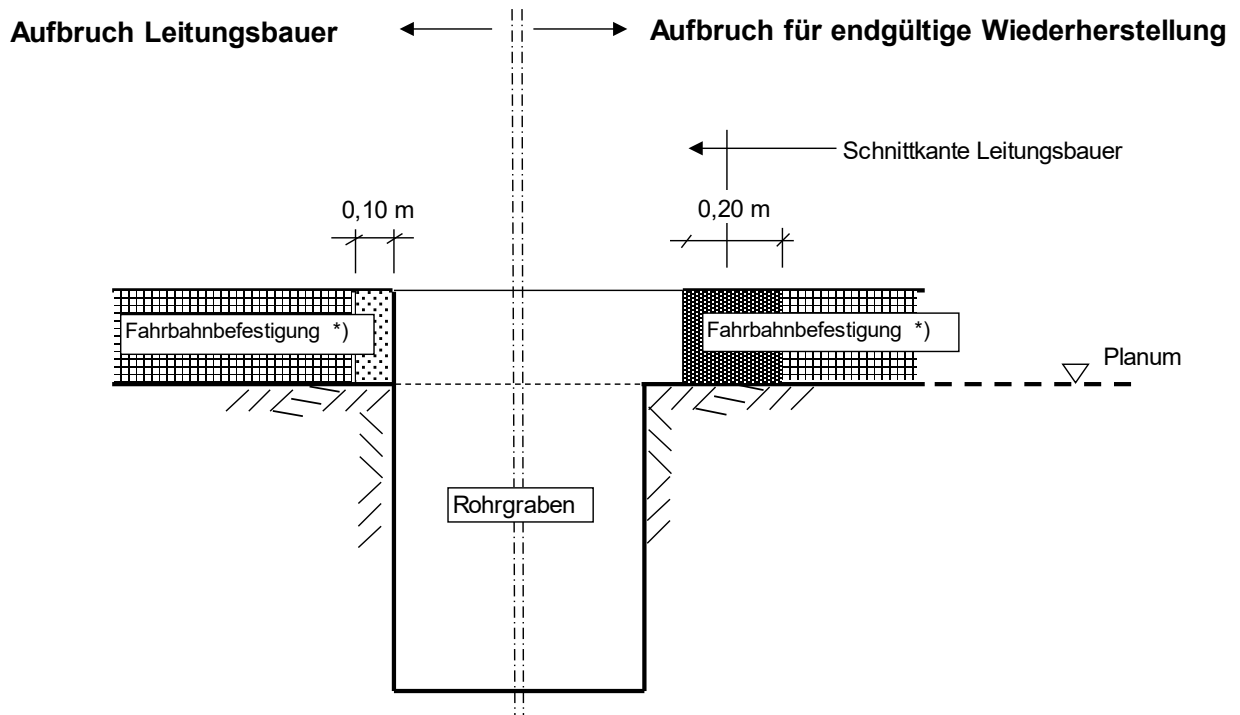 Aufbruch Leitungsbauer
Aufbruch für endgültige Wiederherstellung
Schnittkante Leitungsbauer
0,10 m
0,20 m
Fahrbahnbefestigung *)
Fahrbahnbefestigung *)
Planum
Rohrgraben